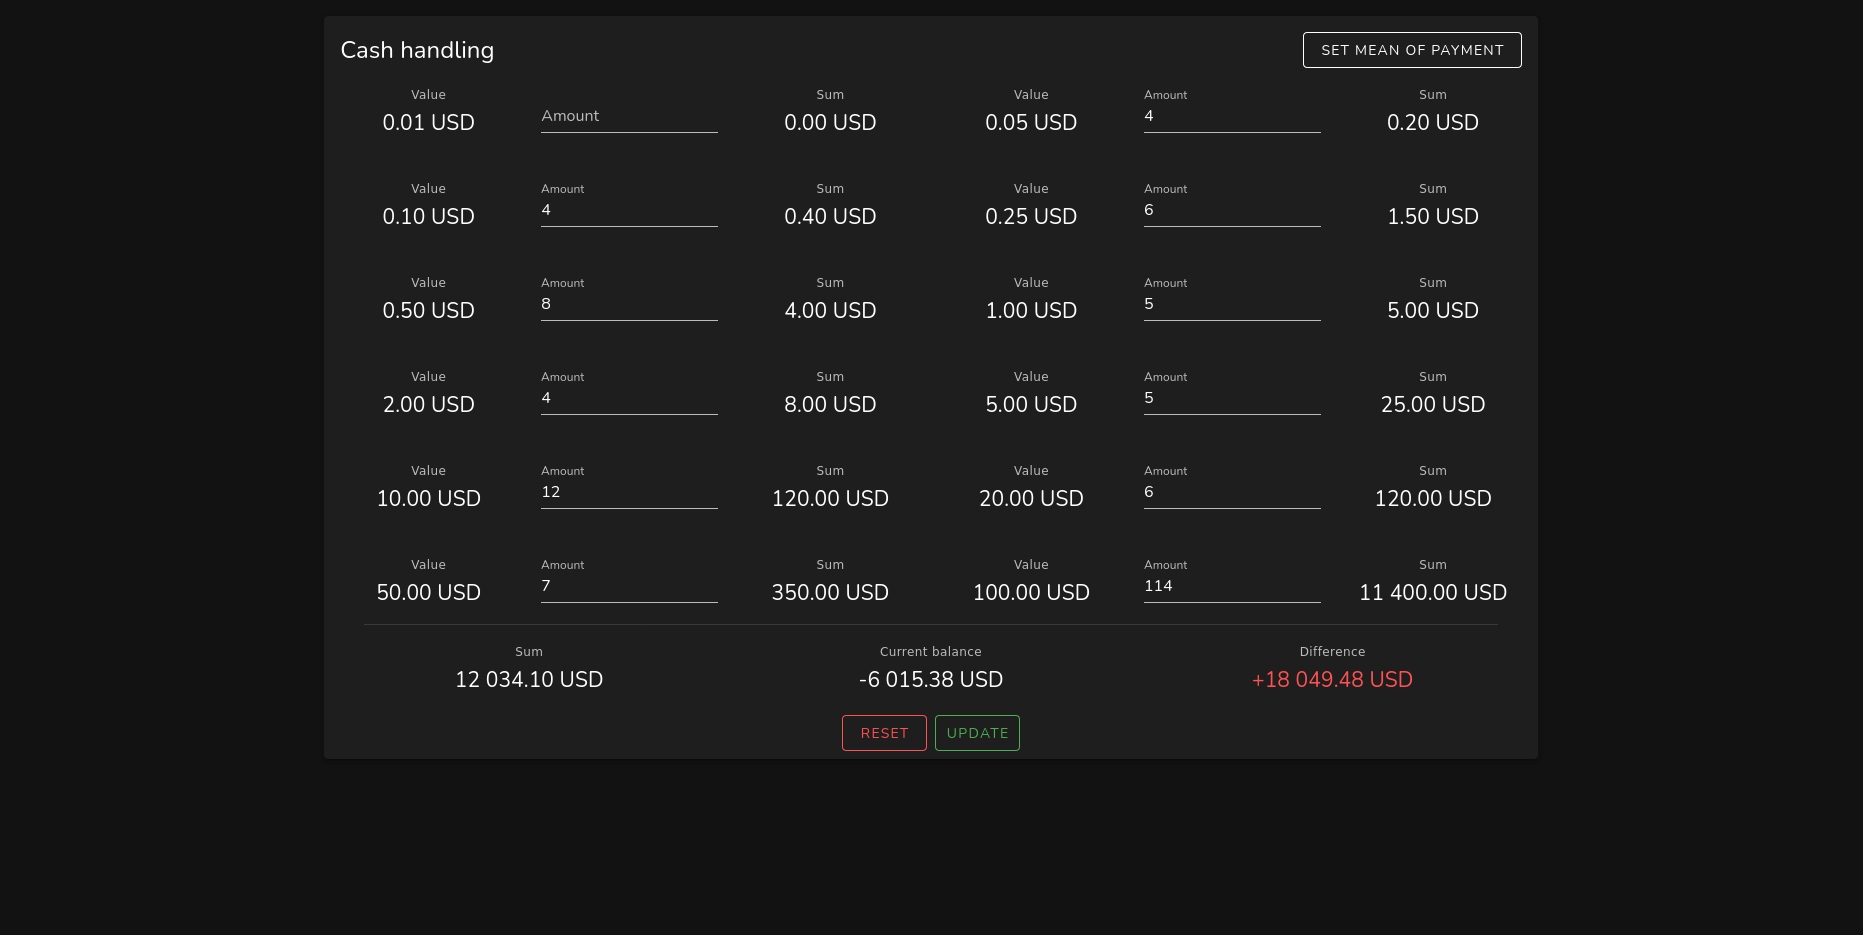 Cash handling
SET MEAN OF PAYMENT
Value Sum Value Amount Sum
0.01 USD Amount 0.00 USD 0.05 USD 4 0.20 USD
Value Amount Sum Value Amount Sum
0.10 USD 4 0.40 USD 0.25 USD 6 1.50 USD
Value Amount Sum Value Amount Sum
0.50 USD 8 4.00 USD 1.00 USD 5 5.00 USD
Value Amount Sum Value Amount Sum
2.00 USD 4 8.00 USD 5.00 USD 5 25.00 USD
Value Amount Sum Value Amount Sum
10.00 USD 12 120.00 USD 20.00 USD 6 120.00 USD
Value Amount Sum Value Amount Sum
50.00 USD 7 350.00 USD 100.00 USD 114 11 400.00 USD
Sum Current balance Difference
12 034.10 USD -6 015.38 USD +18 049.48 USD
RESET UPDATE